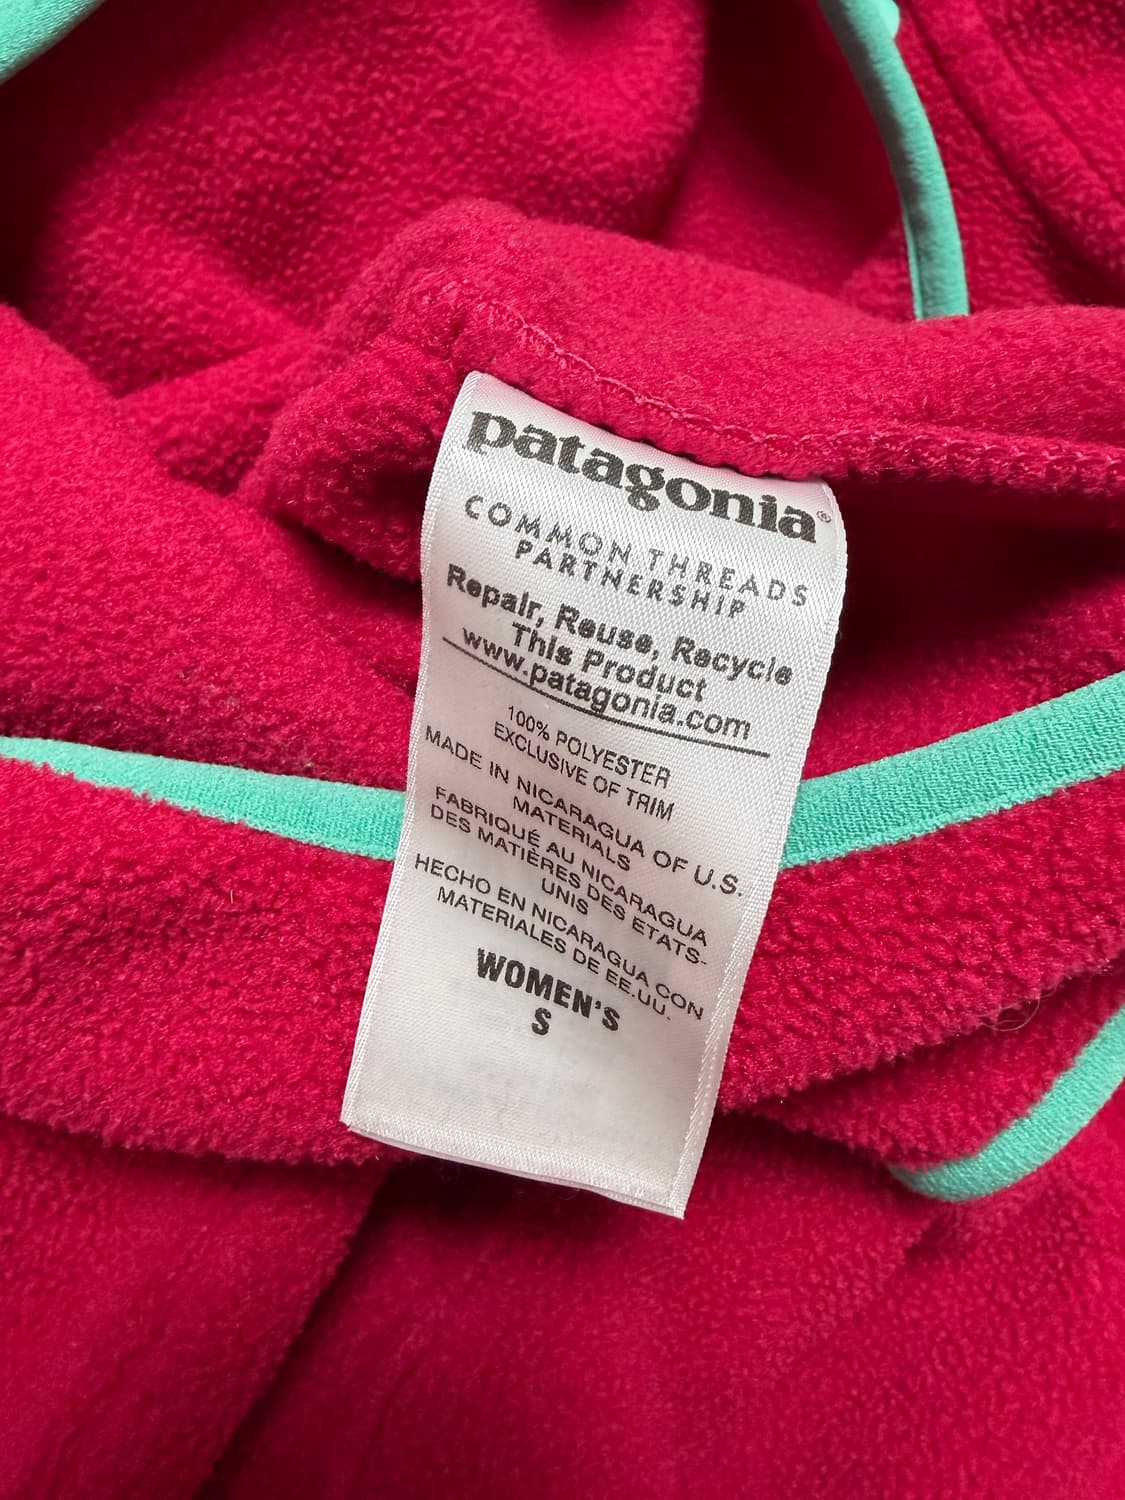 patagonia®
COMMON THREADS
PARTNERSHIP
Repair, Reuse, Recycle
This Product
www.patagonia.com
100% POLYESTER
EXCLUSIVE OF TRIM
MADE IN NICARAGUA OF U.S.
MATERIALS
FABRIQUÉ AU NICARAGUA
DES MATIÈRES DES ETATS-
UNIS
HECHO EN NICARAGUA CON
MATERIALES DE EE.UU.
WOMEN'S
S